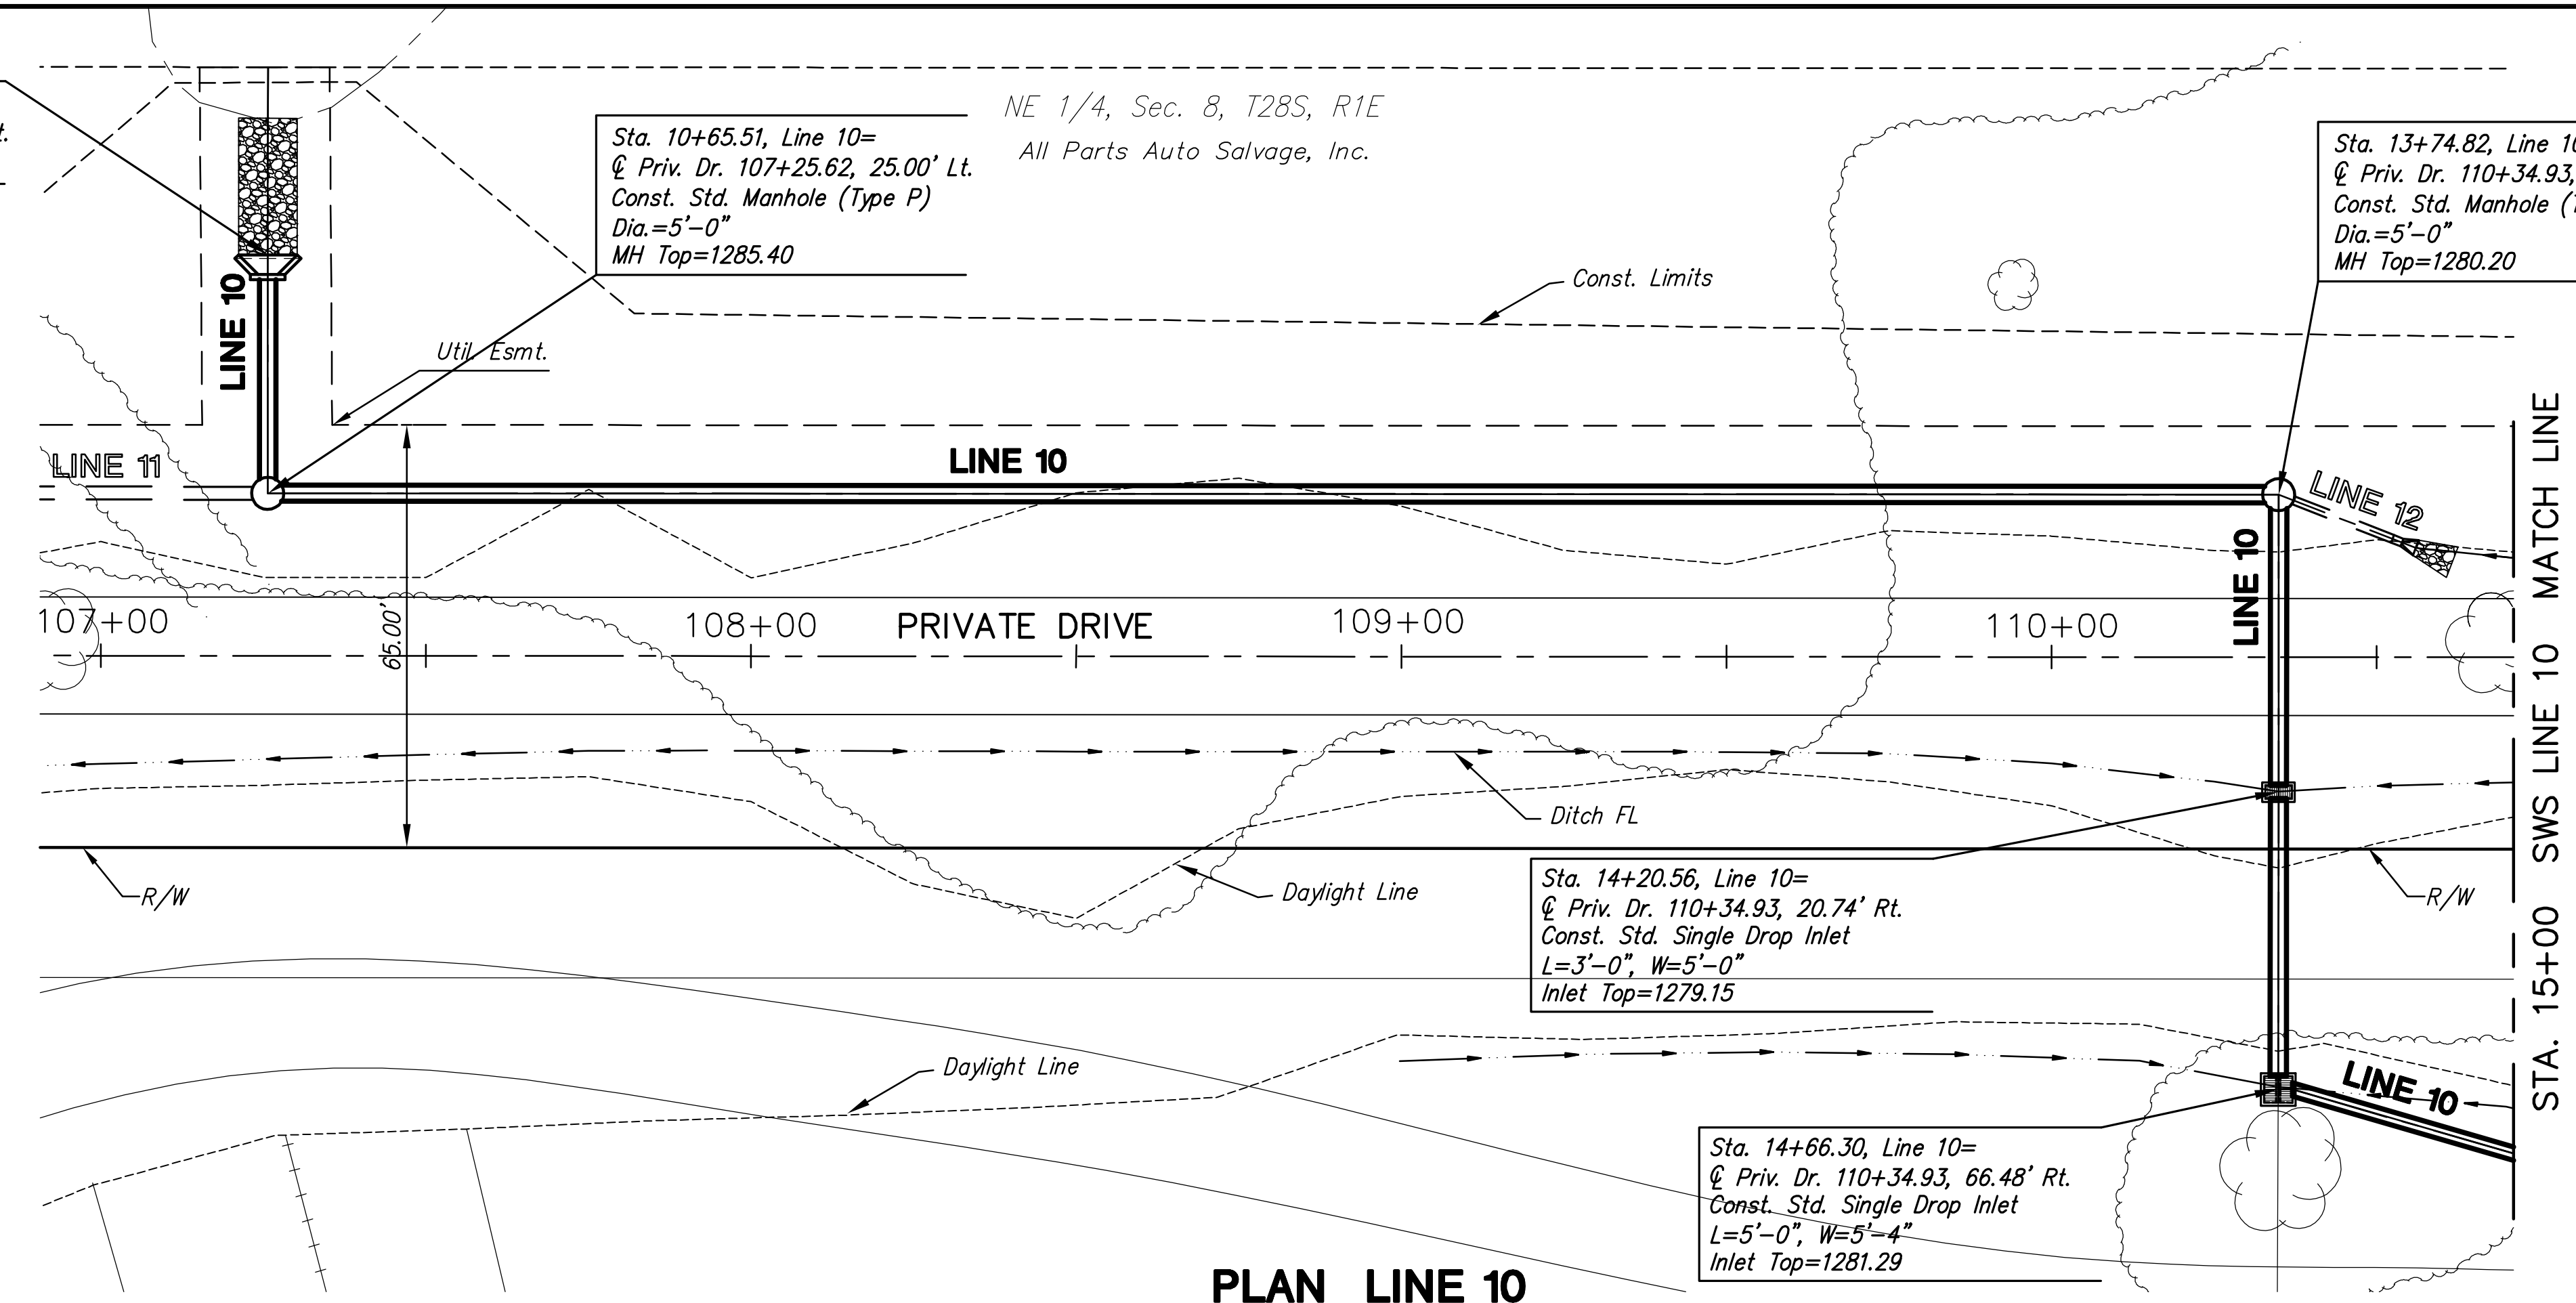 NE 1/4, Sec. 8, T28S, R1E
All Parts Auto Salvage, Inc.
Sta. 10+65.51, Line 10=
℄ Priv. Dr. 107+25.62, 25.00' Lt.
Const. Std. Manhole (Type P)
Dia.=5'-0"
MH Top=1285.40
Sta. 13+74.82, Line 10
℄ Priv. Dr. 110+34.93,
Const. Std. Manhole (
Dia.=5'-0"
MH Top=1280.20
Const. Limits
LINE 10
Util. Esmt.
LINE 11
LINE 10
LINE 12
LINE 10
107+00
108+00
PRIVATE DRIVE
109+00
110+00
65.00'
Ditch FL
R/W
Daylight Line
R/W
Sta. 14+20.56, Line 10=
℄ Priv. Dr. 110+34.93, 20.74' Rt.
Const. Std. Single Drop Inlet
L=3'-0", W=5'-0"
Inlet Top=1279.15
Daylight Line
LINE 10
Sta. 14+66.30, Line 10=
℄ Priv. Dr. 110+34.93, 66.48' Rt.
Const. Std. Single Drop Inlet
L=5'-0", W=5'-4"
Inlet Top=1281.29
STA. 15+00 SWS LINE 10 MATCH LINE
PLAN LINE 10